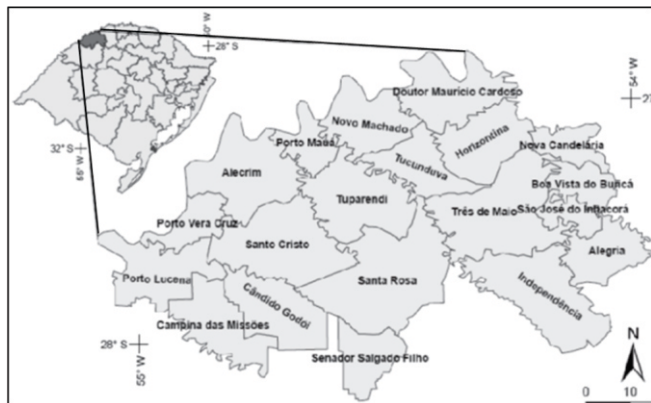 50° W
28° S
32° S
55° W
54° W
Doutor Maurício Cardoso
Novo Machado
Horizontina
Porto Mauá
Tucunduva
Nova Candelária
Alecrim
Boa Vista do Buricá
Tuparendi
Três de Maio
São José do Inhacorá
Porto Vera Cruz
Santo Cristo
Alegria
Porto Lucena
Santa Rosa
Independência
Cândido Godói
Campina das Missões
28° S
55° W
Senador Salgado Filho
N
0 10